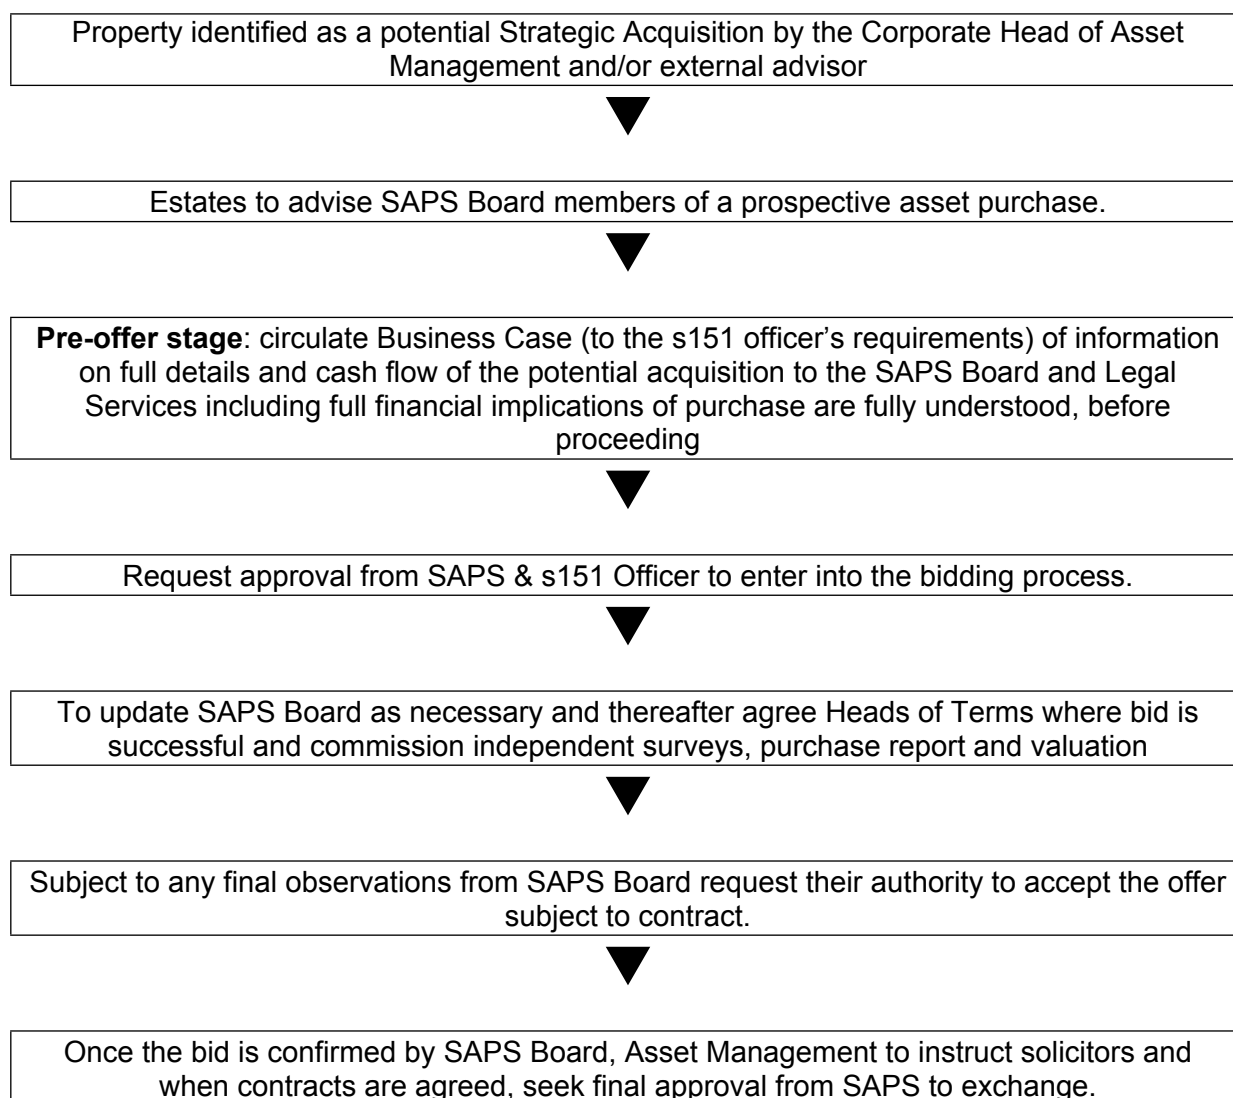 Property identified as a potential Strategic Acquisition by the Corporate Head of Asset
Management and/or external advisor
Estates to advise SAPS Board members of a prospective asset purchase.
Pre-offer stage: circulate Business Case (to the s151 officer’s requirements) of information
on full details and cash flow of the potential acquisition to the SAPS Board and Legal
Services including full financial implications of purchase are fully understood, before
proceeding
Request approval from SAPS & s151 Officer to enter into the bidding process.
To update SAPS Board as necessary and thereafter agree Heads of Terms where bid is
successful and commission independent surveys, purchase report and valuation
Subject to any final observations from SAPS Board request their authority to accept the offer
subject to contract.
Once the bid is confirmed by SAPS Board, Asset Management to instruct solicitors and
when contracts are agreed, seek final approval from SAPS to exchange.